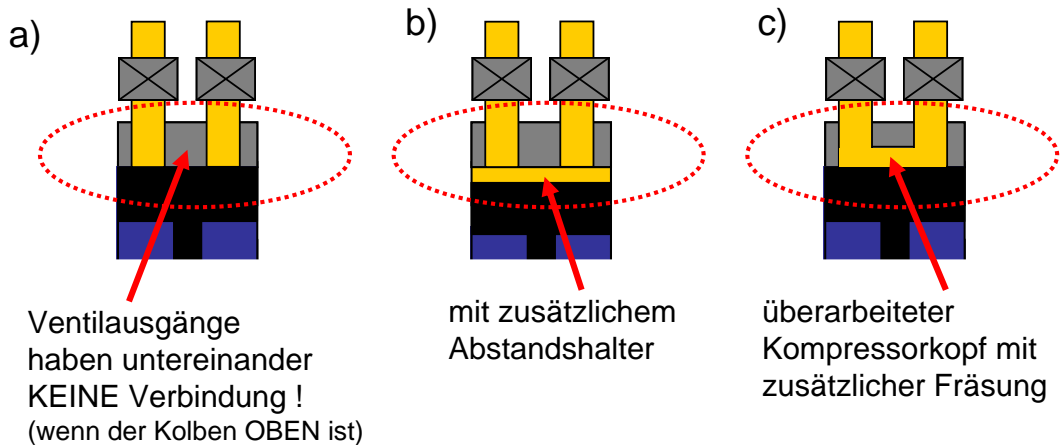 a)
b)
c)
Ventilausgänge
haben untereinander
KEINE Verbindung !
(wenn der Kolben OBEN ist)
mit zusätzlichem
Abstandshalter
überarbeiteter
Kompressorkopf mit
zusätzlicher Fräsung